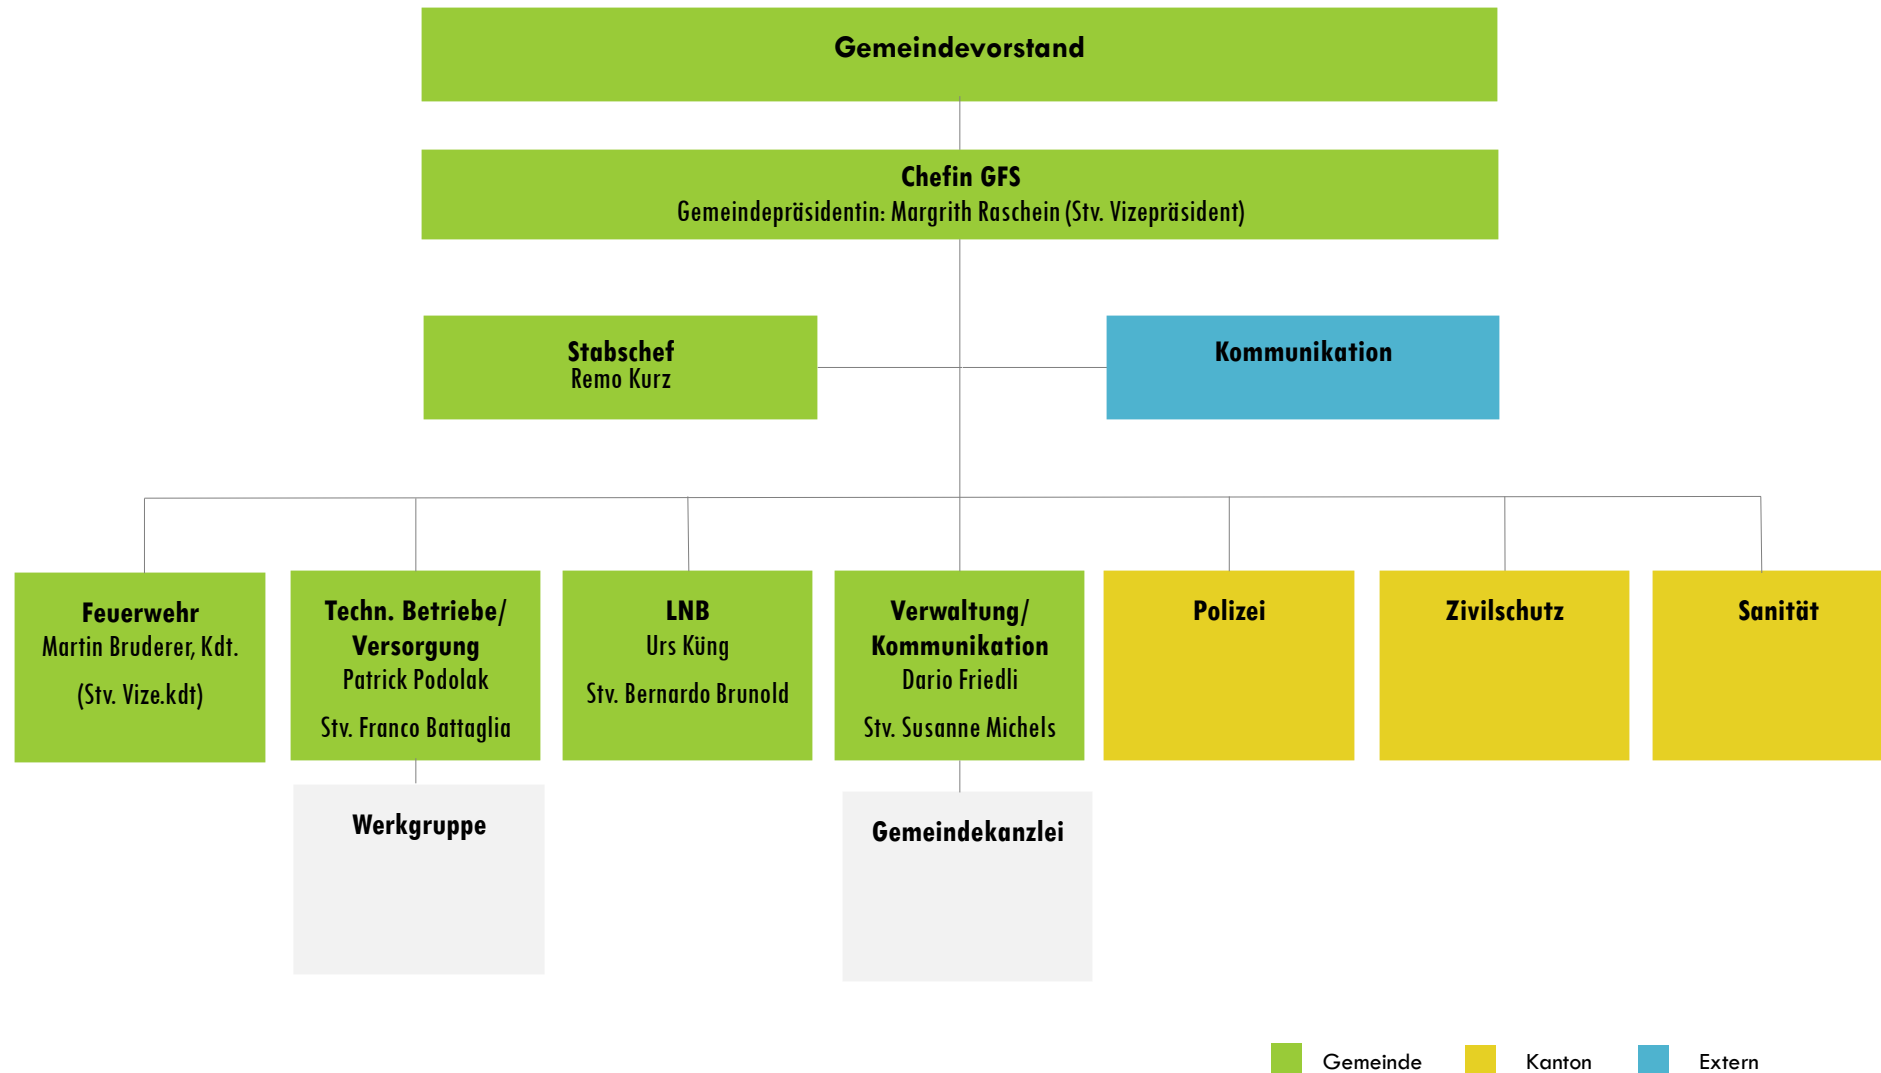 Gemeindevorstand
Chefin GFS
Gemeindepräsidentin: Margrith Raschein (Stv. Vizepräsident)
Stabschef
Remo Kurz
Kommunikation
Feuerwehr
Martin Bruderer, Kdt.
(Stv. Vize.kdt)
Techn. Betriebe/
Versorgung
Patrick Podolak
Stv. Franco Battaglia
LNB
Urs Küng
Stv. Bernardo Brunold
Verwaltung/
Kommunikation
Dario Friedli
Stv. Susanne Michels
Polizei
Zivilschutz
Sanität
Werkgruppe
Gemeindekanzlei
Gemeinde
Kanton
Extern